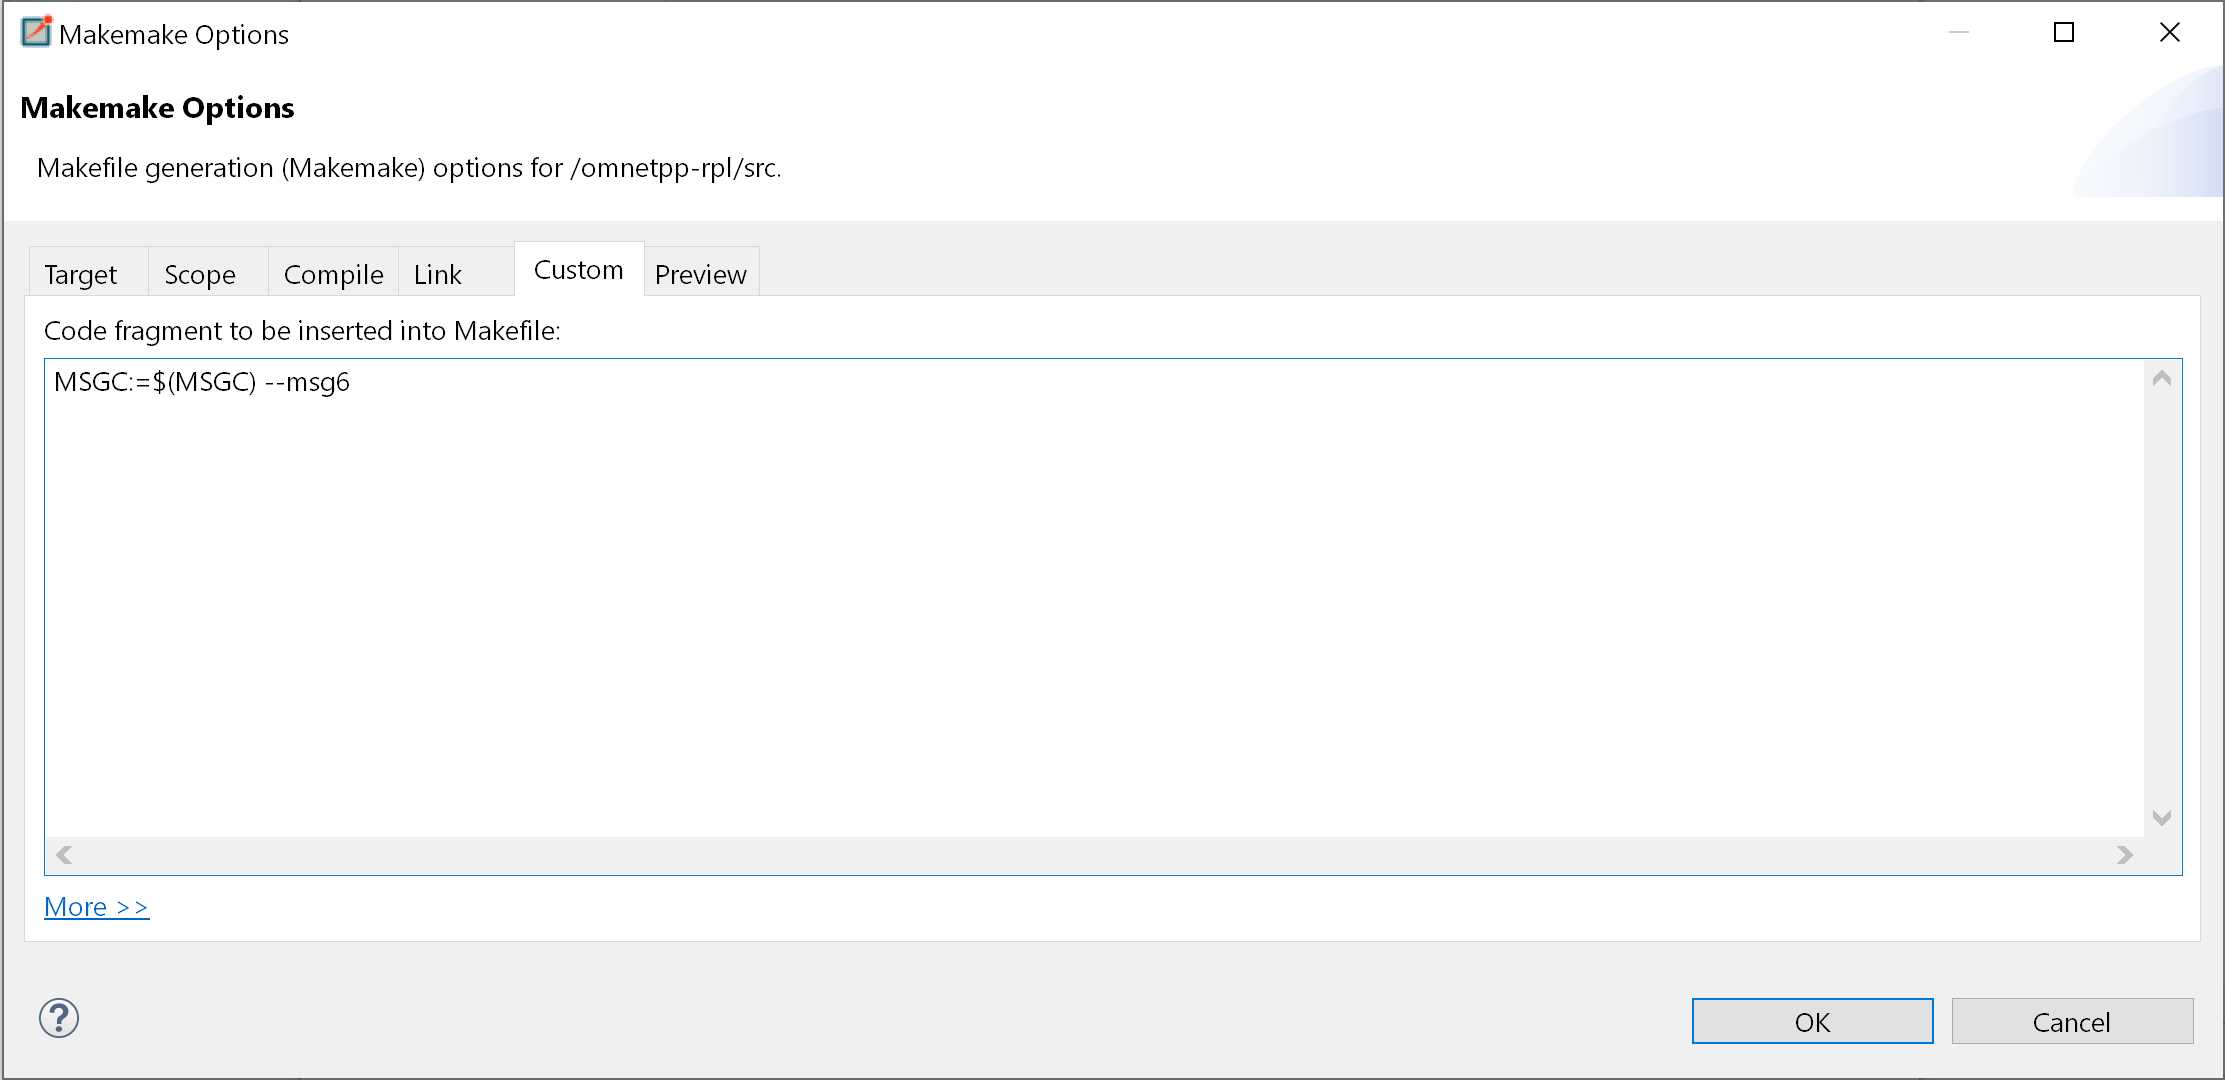 Makemake Options
Makemake Options
Makefile generation (Makemake) options for /omnetpp-rpl/src.
Target Scope Compile Link Custom Preview
Code fragment to be inserted into Makefile:
MSGC:=$(MSGC) --msg6
More >>
?
OK Cancel